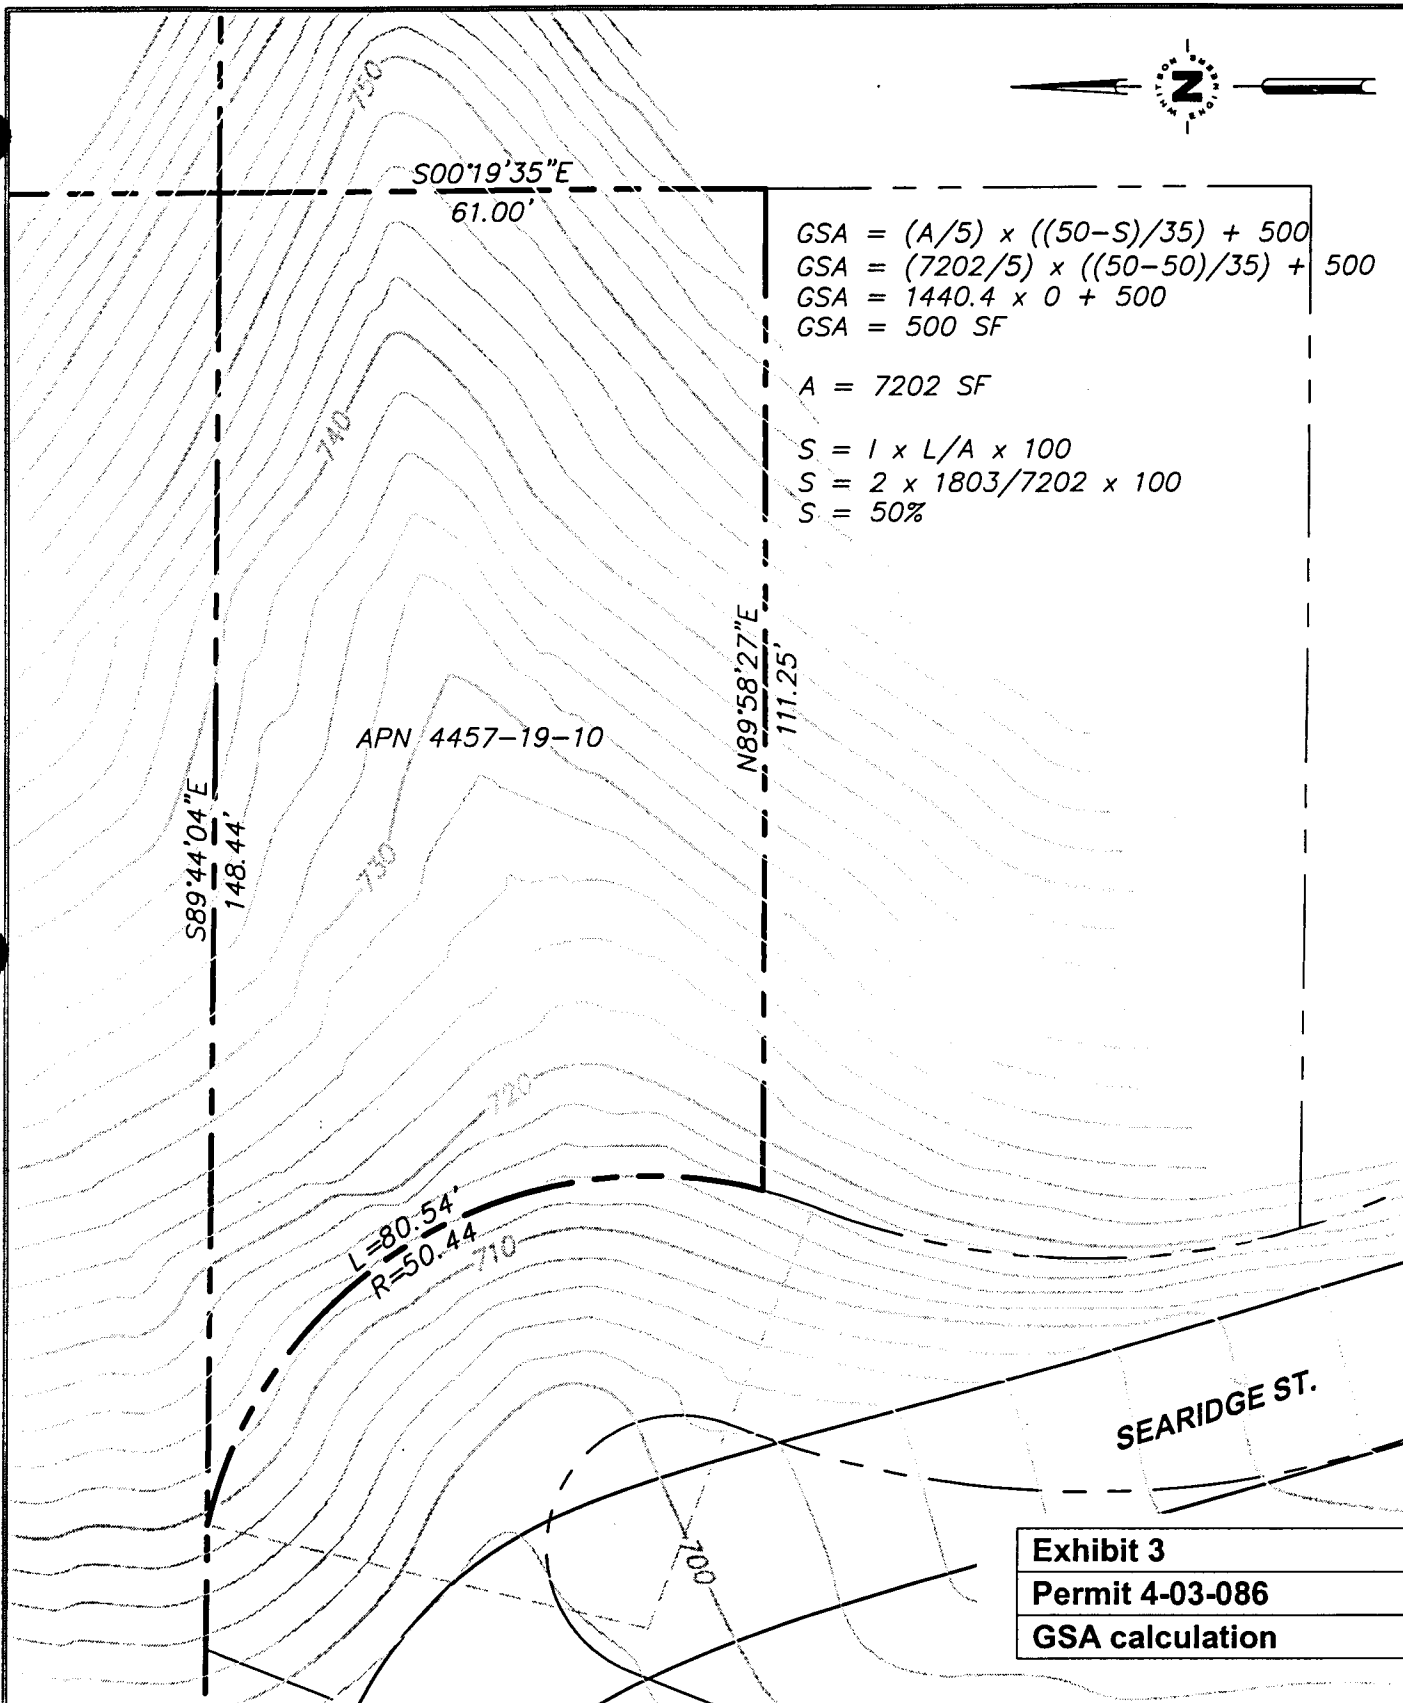 750
N
WHITSON ENGINEERS
S00°19'35"E
61.00'
GSA = (A/5) x ((50-S)/35) + 500
GSA = (7202/5) x ((50-50)/35) + 500
GSA = 1440.4 x 0 + 500
GSA = 500 SF
A = 7202 SF
S = I x L/A x 100
S = 2 x 1803/7202 x 100
S = 50%
740
N89°58'27"E
111.25'
APN 4457-19-10
S89°44'04"E
148.44'
730
720
L=80.54'
R=50.44
710
SEARIDGE ST.
700
Exhibit 3
Permit 4-03-086
GSA calculation